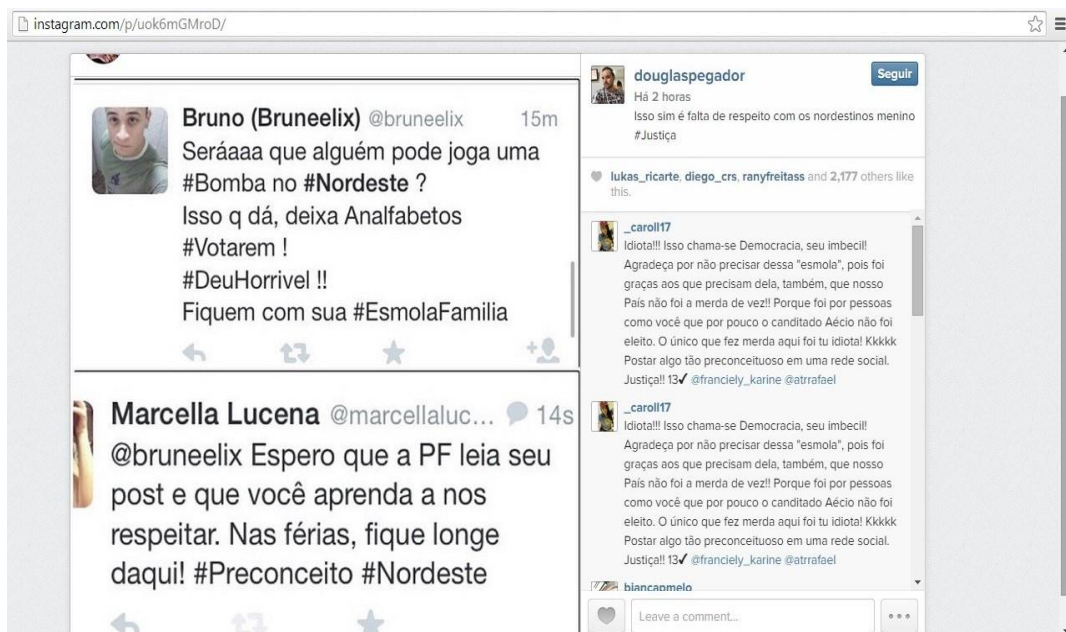 instagram.com/p/uok6mGMroD/
Bruno (Bruneelix) @bruneelix 15m
Seráaaa que alguém pode joga uma
#Bomba no #Nordeste ?
Isso q dá, deixa Analfabetos
#Votarem !
#DeuHorrivel !!
Fiquem com sua #EsmolaFamilia
Marcella Lucena @marcellaluc... 14s
@bruneelix Espero que a PF leia seu
post e que você aprenda a nos
respeitar. Nas férias, fique longe
daqui! #Preconceito #Nordeste
douglaspegador
Seguir
Há 2 horas
Isso sim é falta de respeito com os nordestinos menino
#Justiça
lukas_ricarte, diego_crs, ranyfreitass and 2,177 others like
this.
_caroll17
Idiota!!! Isso chama-se Democracia, seu imbecil!
Agradeça por não precisar dessa "esmola", pois foi
graças aos que precisam dela, também, que nosso
País não foi a merda de vez!! Porque foi por pessoas
como você que por pouco o canditado Aécio não foi
eleito. O único que fez merda aqui foi tu idiota! Kkkkk
Postar algo tão preconceituoso em uma rede social.
Justiça!! 13✔ @franciely_karine @atrrafael
_caroll17
Idiota!!! Isso chama-se Democracia, seu imbecil!
Agradeça por não precisar dessa "esmola", pois foi
graças aos que precisam dela, também, que nosso
País não foi a merda de vez!! Porque foi por pessoas
como você que por pouco o canditado Aécio não foi
eleito. O único que fez merda aqui foi tu idiota! Kkkkk
Postar algo tão preconceituoso em uma rede social.
Justiça!! 13✔ @franciely_karine @atrrafael
biancapmelo
Leave a comment...